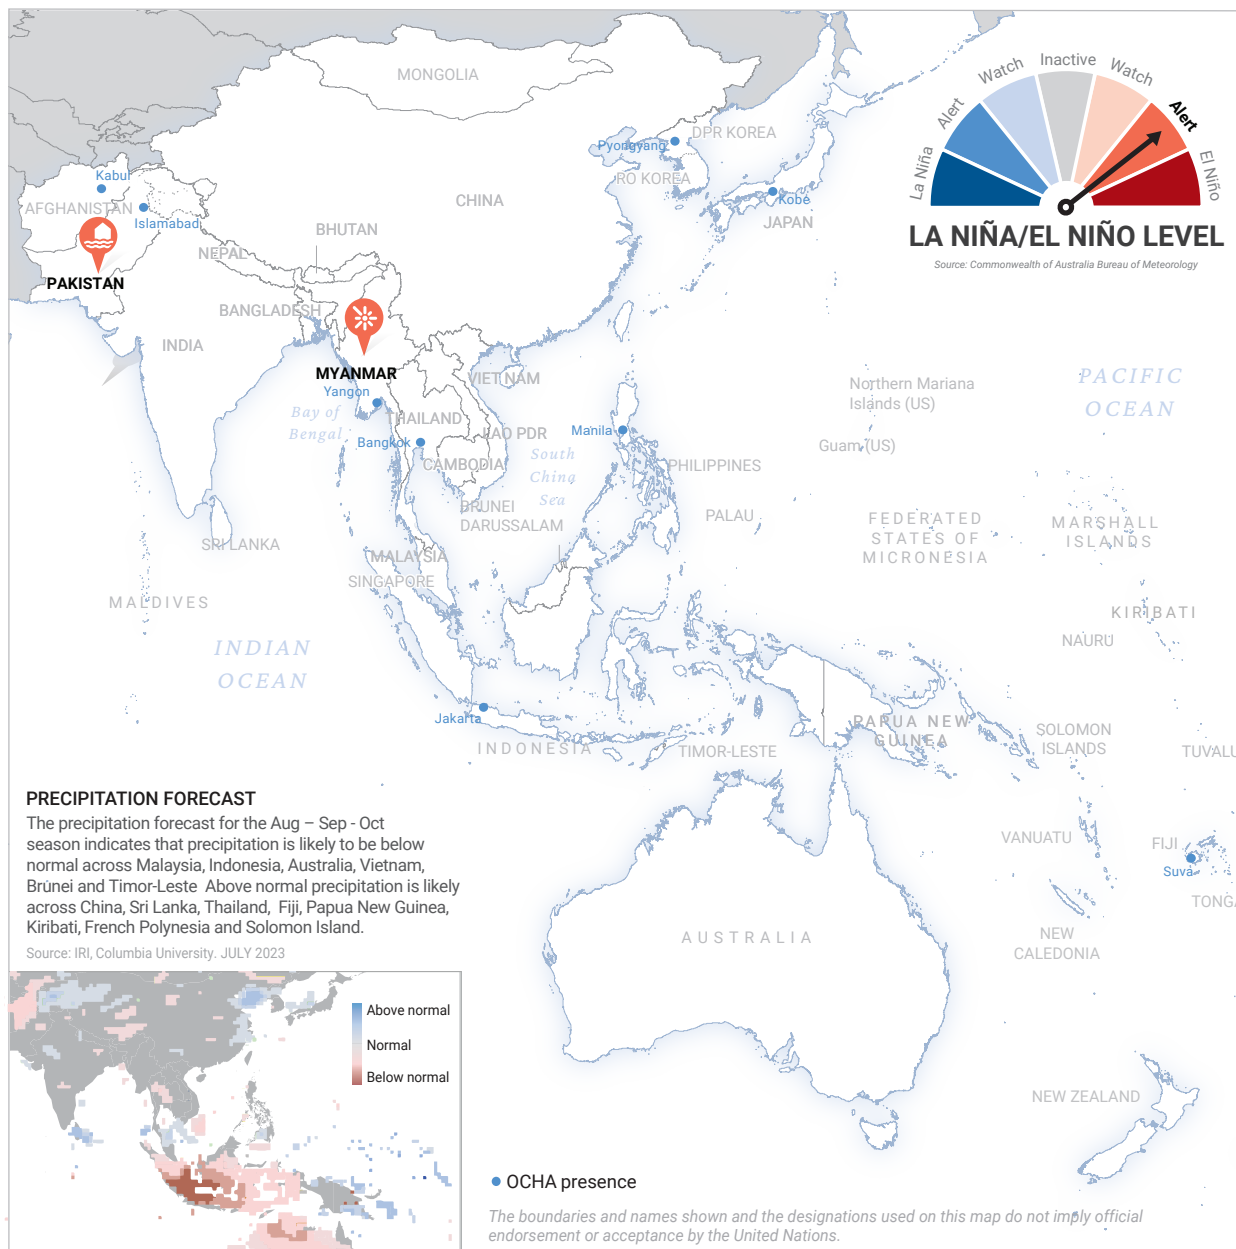 MONGOLIA
DPR KOREA
Pyongyang
RO KOREA
Kobe
JAPAN
CHINA
Kabul
AFGHANISTAN
Islamabad
PAKISTAN
NEPAL
BHUTAN
BANGLADESH
INDIA
MYANMAR
Yangon
Bay of
Bengal
THAILAND
Bangkok
VIET NAM
LAO PDR
CAMBODIA
South
China
Sea
Manila
PHILIPPINES
BRUNEI
DARUSSALAM
SRI LANKA
MALAYSIA
SINGAPORE
MALDIVES
INDIAN
OCEAN
Jakarta
INDONESIA
TIMOR-LESTE
PALAU
Northern Mariana
Islands (US)
Guam (US)
PACIFIC
OCEAN
FEDERATED
STATES OF
MICRONESIA
MARSHALL
ISLANDS
KIRIBATI
NAURU
PAPUA NEW
GUINEA
SOLOMON
ISLANDS
TUVALU
VANUATU
FIJI
Suva
TONGA
NEW
CALEDONIA
AUSTRALIA
NEW ZEALAND
La Niña
Alert
Watch
Inactive
Watch
Alert
El Niño
LA NIÑA/EL NIÑO LEVEL
Source: Commonwealth of Australia Bureau of Meteorology
PRECIPITATION FORECAST
The precipitation forecast for the Aug – Sep - Oct
season indicates that precipitation is likely to be below
normal across Malaysia, Indonesia, Australia, Vietnam,
Brunei and Timor-Leste Above normal precipitation is likely
across China, Sri Lanka, Thailand, Fiji, Papua New Guinea,
Kiribati, French Polynesia and Solomon Island.
Source: IRI, Columbia University. JULY 2023
Above normal
Normal
Below normal
OCHA presence
The boundaries and names shown and the designations used on this map do not imply official
endorsement or acceptance by the United Nations.